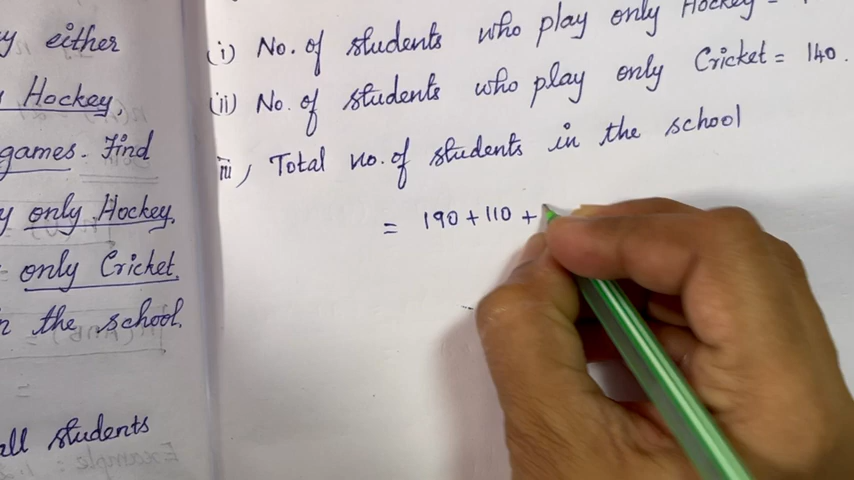 y either
Hockey.
games. Find
y only Hockey.
only Cricket.
n the school.
all students
(i) No. of students who play only Hockey =
(ii) No. of students who play only Cricket = 140.
iii, Total no. of students in the school
= 190 + 110 +